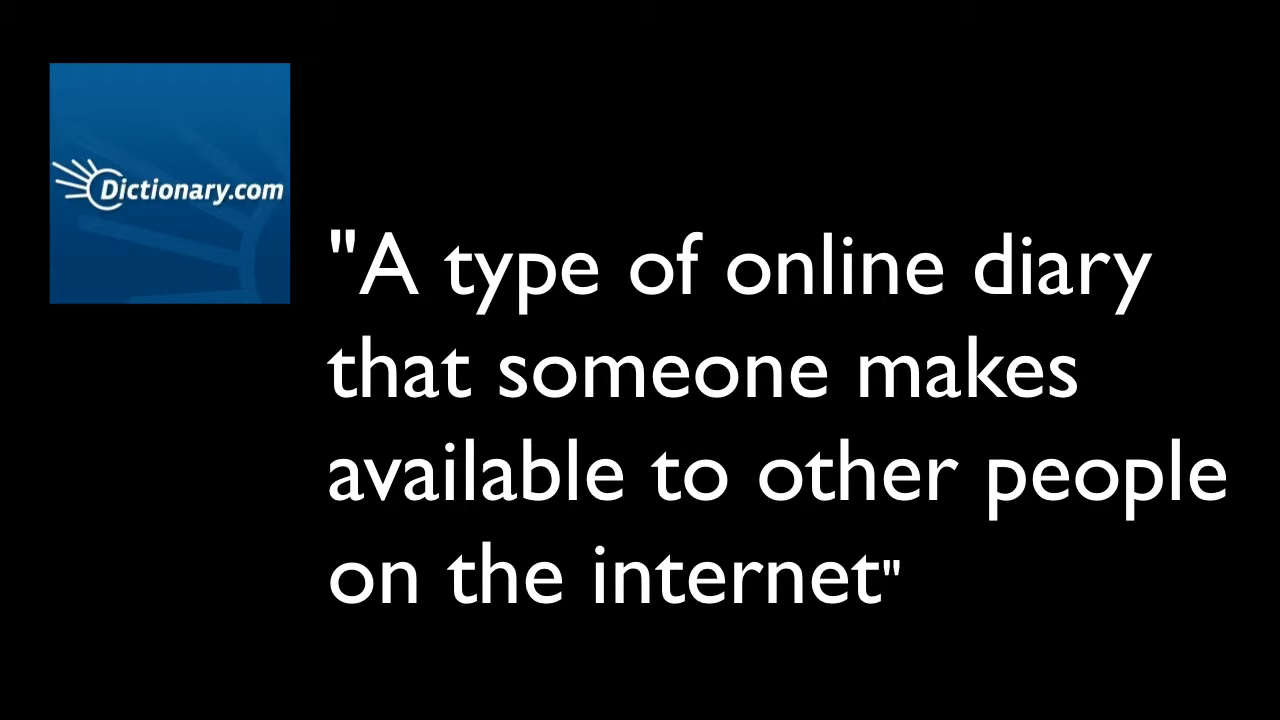 Dictionary.com
"A type of online diary
that someone makes
available to other people
on the internet"